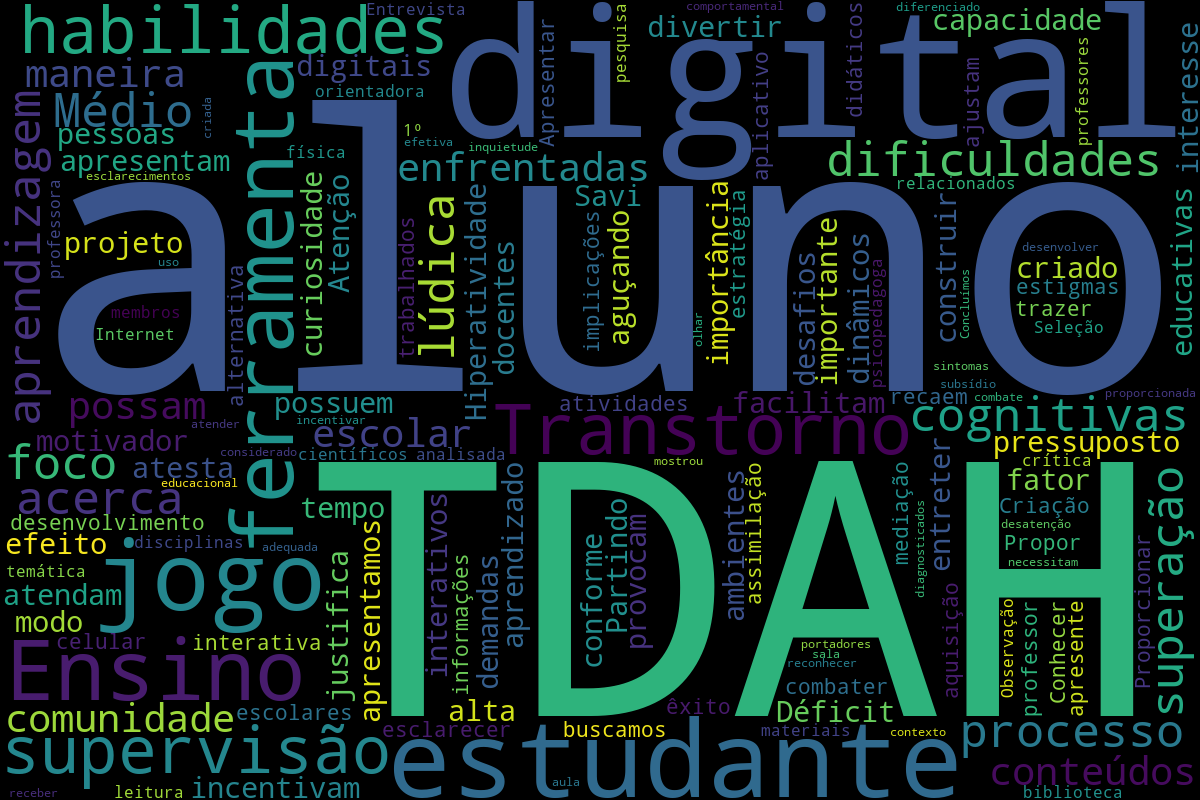 habilidades
Entrevista
digital
divertir
comportamental
diferenciado
capacidade
maneira
digitais
orientadora
Apresentar
pesquisa
aplicativo
didáticos
ajustam
professores
interesse
Médio
criada
pessoas
apresentam
esclarecimentos
ferramenta
aluno
física
1º
efetiva
inquietude
enfrentadas
dificuldades
relacionados
aprendizagem
professora
projeto
uso
membros
Internet
alternativa
curiosidade
Atenção
trabalhados
lúdica
Hiperatividade
docentes
Savi
implicações
aguçando
olhar
importância
estratégia
desafios
importante
dinâmicos
psicopedagoga
construir
Concluímos
desenvolver
criado
estigmas
trazer
Seleção
educativas
sintomas
subsídio
combate
proporcionada
possam
atender
possuem
incentivar
atividades
facilitam
recaem
cognitivas
motivador
considerado
escolar
científicos
analisada
Transtorno
pressuposto
foco
atesta
educacional
mostrou
crítica
fator
acerca
tempo
TDAH
Criação
desatenção
Propor
necessitam
desenvolvimento
efeito
disciplinas
adequada
jogo
temática
atendam
modo
celular
interativa
Ensino
justifica
apresentamos
interativos
informações
demandas
aprendizado
conforme
Partindo
provocam
ambientes
assimilação
mediação
diagnosticados
entreter
aquisição
portadores
sala
reconhecer
combater
Déficit
Observação
professor
Conhecer
apresente
Proporcionar
superação
comunidade
escolares
esclarecer
alta
êxito
buscamos
materiais
contexto
processo
supervisão
estudante
aula
conteúdos
receber
leitura
incentivam
biblioteca